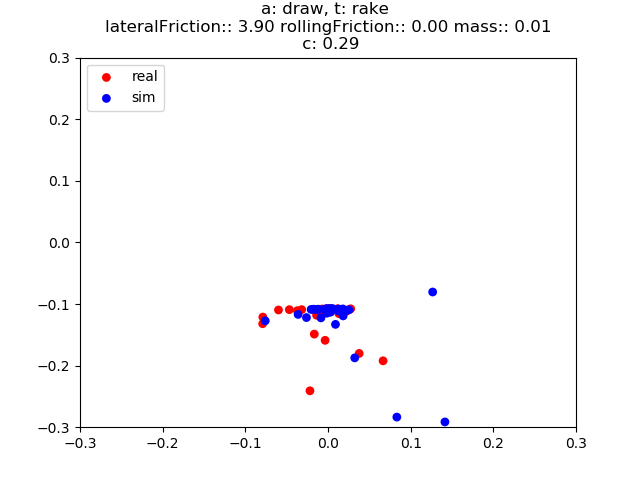 a: draw, t: rake
lateralFriction:: 3.90 rollingFriction:: 0.00 mass:: 0.01
c: 0.29
real
sim
0.3
0.2
0.1
0.0
−0.1
−0.2
−0.3
−0.3
−0.2
−0.1
0.0
0.1
0.2
0.3